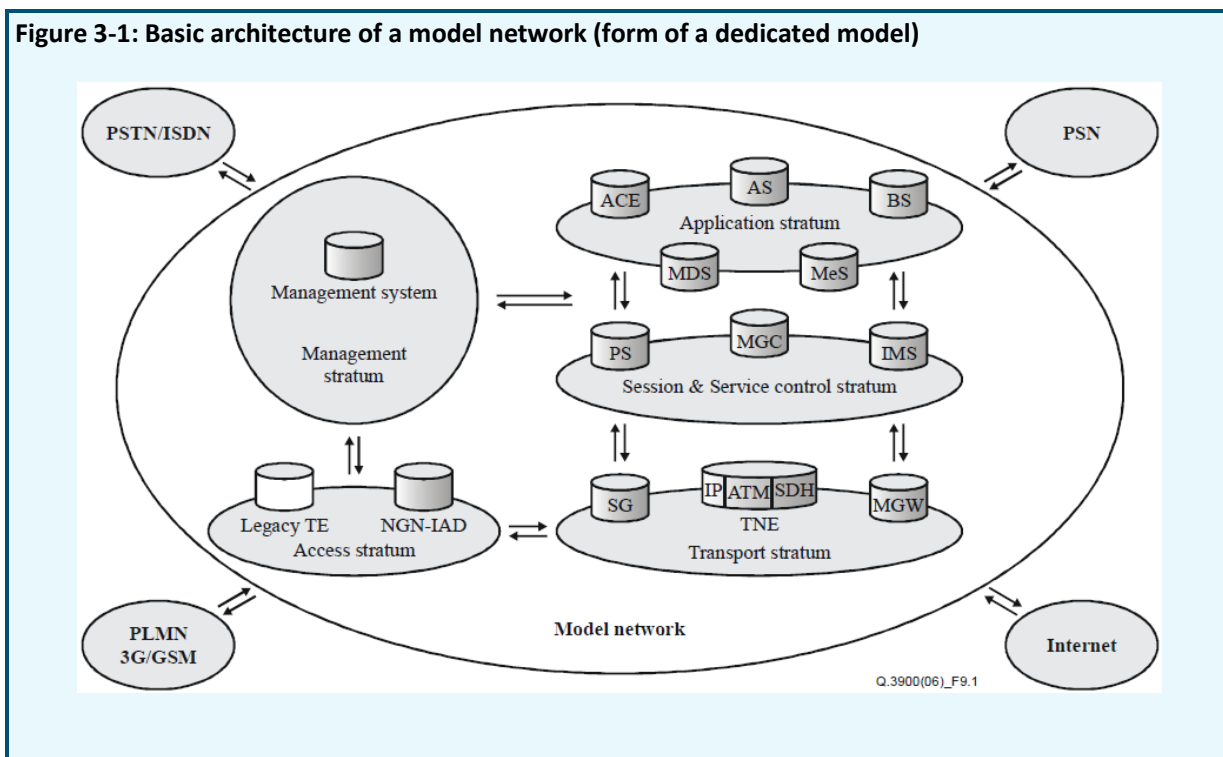 Figure 3-1: Basic architecture of a model network (form of a dedicated model)
PSTN/ISDN
PSN
ACE
AS
BS
Application stratum
MDS
MeS
Management system
Management
stratum
PS
MGC
IMS
Session & Service control stratum
Legacy TE
NGN-IAD
Access stratum
SG
IP
ATM
SDH
MGW
TNE
Transport stratum
PLMN
3G/GSM
Model network
Internet
Q.3900(06)_F9.1